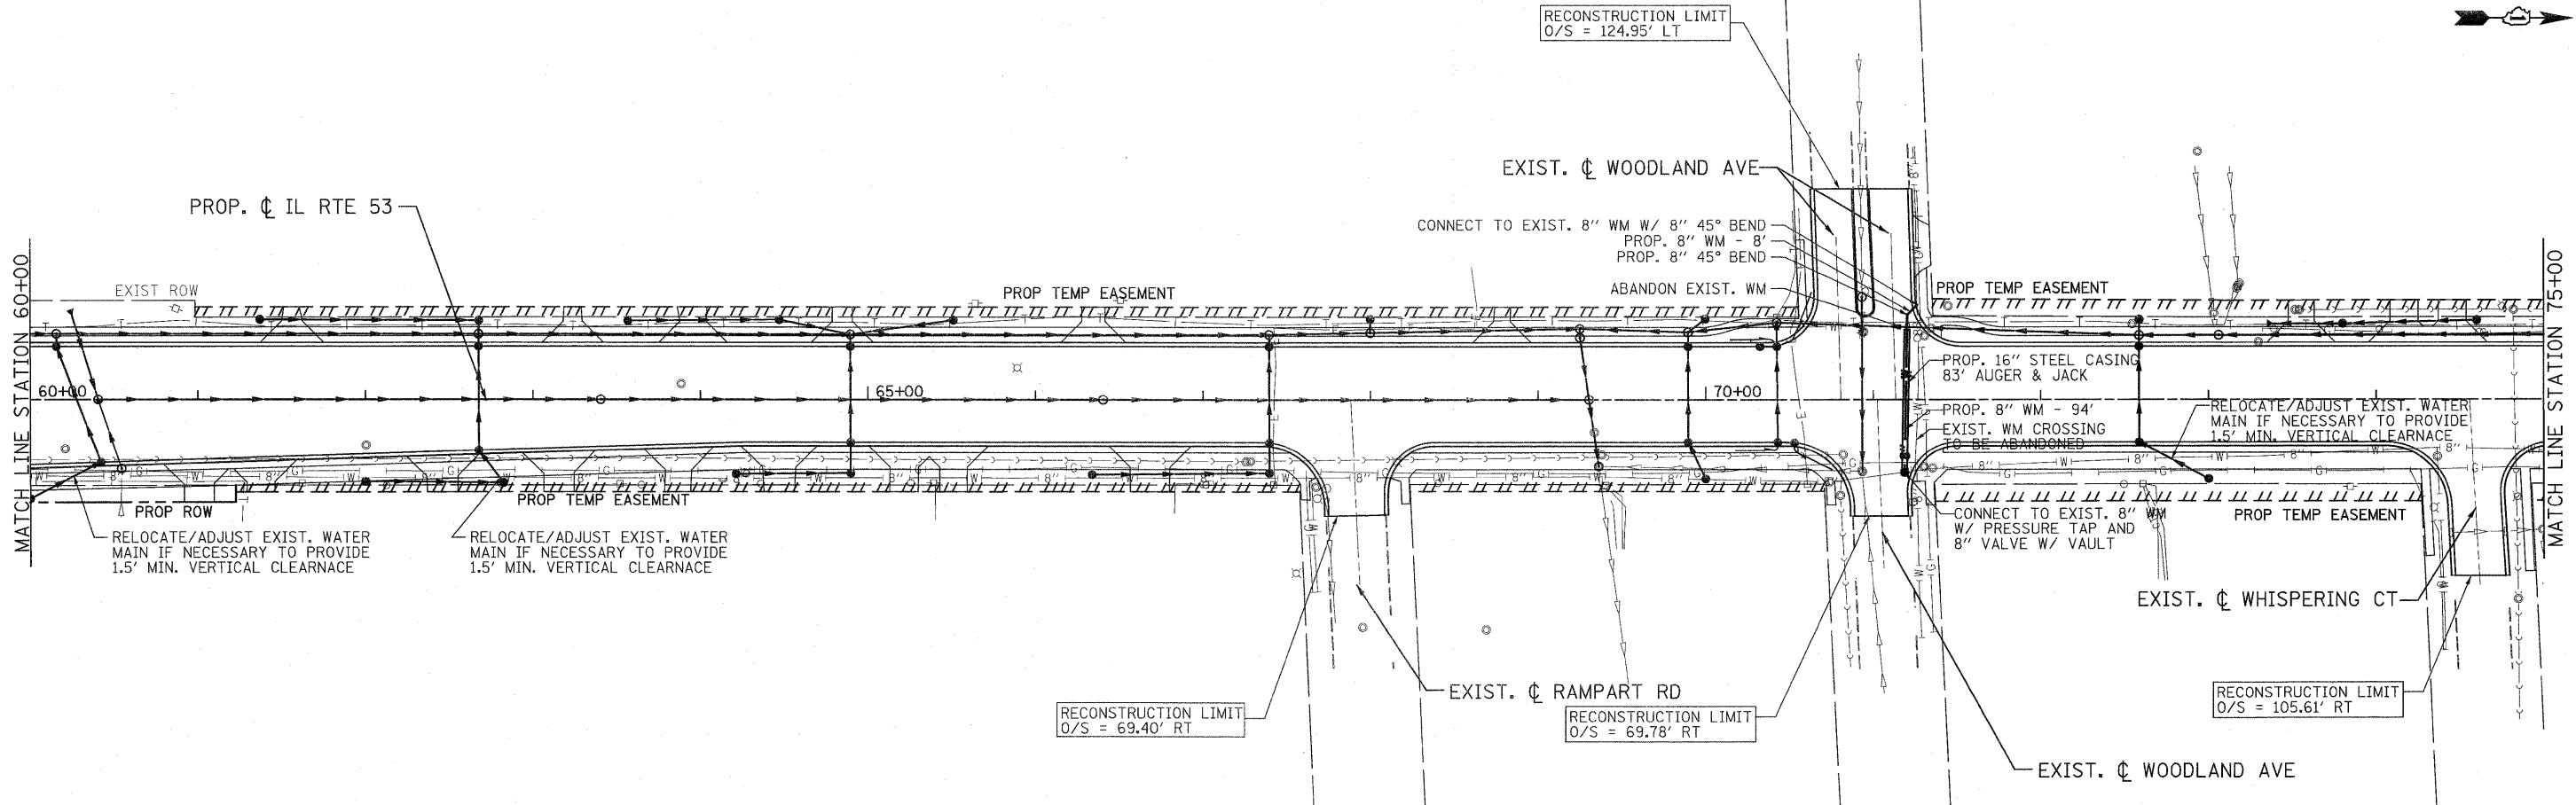 RECONSTRUCTION LIMIT
O/S = 124.95' LT
EXIST. ℄ WOODLAND AVE
PROP. ℄ IL RTE 53
CONNECT TO EXIST. 8" WM W/ 8" 45° BEND
PROP. 8" WM - 8'
PROP. 8" 45° BEND
ABANDON EXIST. WM
EXIST ROW
PROP TEMP EASEMENT
PROP TEMP EASEMENT
MATCH LINE STATION 60+00
MATCH LINE STATION 75+00
60+00
65+00
70+00
PROP. 16" STEEL CASING
83' AUGER & JACK
PROP. 8" WM - 94'
EXIST. WM CROSSING
TO BE ABANDONED
RELOCATE/ADJUST EXIST. WATER
MAIN IF NECESSARY TO PROVIDE
1.5' MIN. VERTICAL CLEARNACE
PROP ROW
PROP TEMP EASEMENT
PROP TEMP EASEMENT
RELOCATE/ADJUST EXIST. WATER
MAIN IF NECESSARY TO PROVIDE
1.5' MIN. VERTICAL CLEARNACE
RELOCATE/ADJUST EXIST. WATER
MAIN IF NECESSARY TO PROVIDE
1.5' MIN. VERTICAL CLEARNACE
CONNECT TO EXIST. 8" WM
W/ PRESSURE TAP AND
8" VALVE W/ VAULT
EXIST. ℄ WHISPERING CT
EXIST. ℄ RAMPART RD
RECONSTRUCTION LIMIT
O/S = 69.40' RT
RECONSTRUCTION LIMIT
O/S = 69.78' RT
RECONSTRUCTION LIMIT
O/S = 105.61' RT
EXIST. ℄ WOODLAND AVE